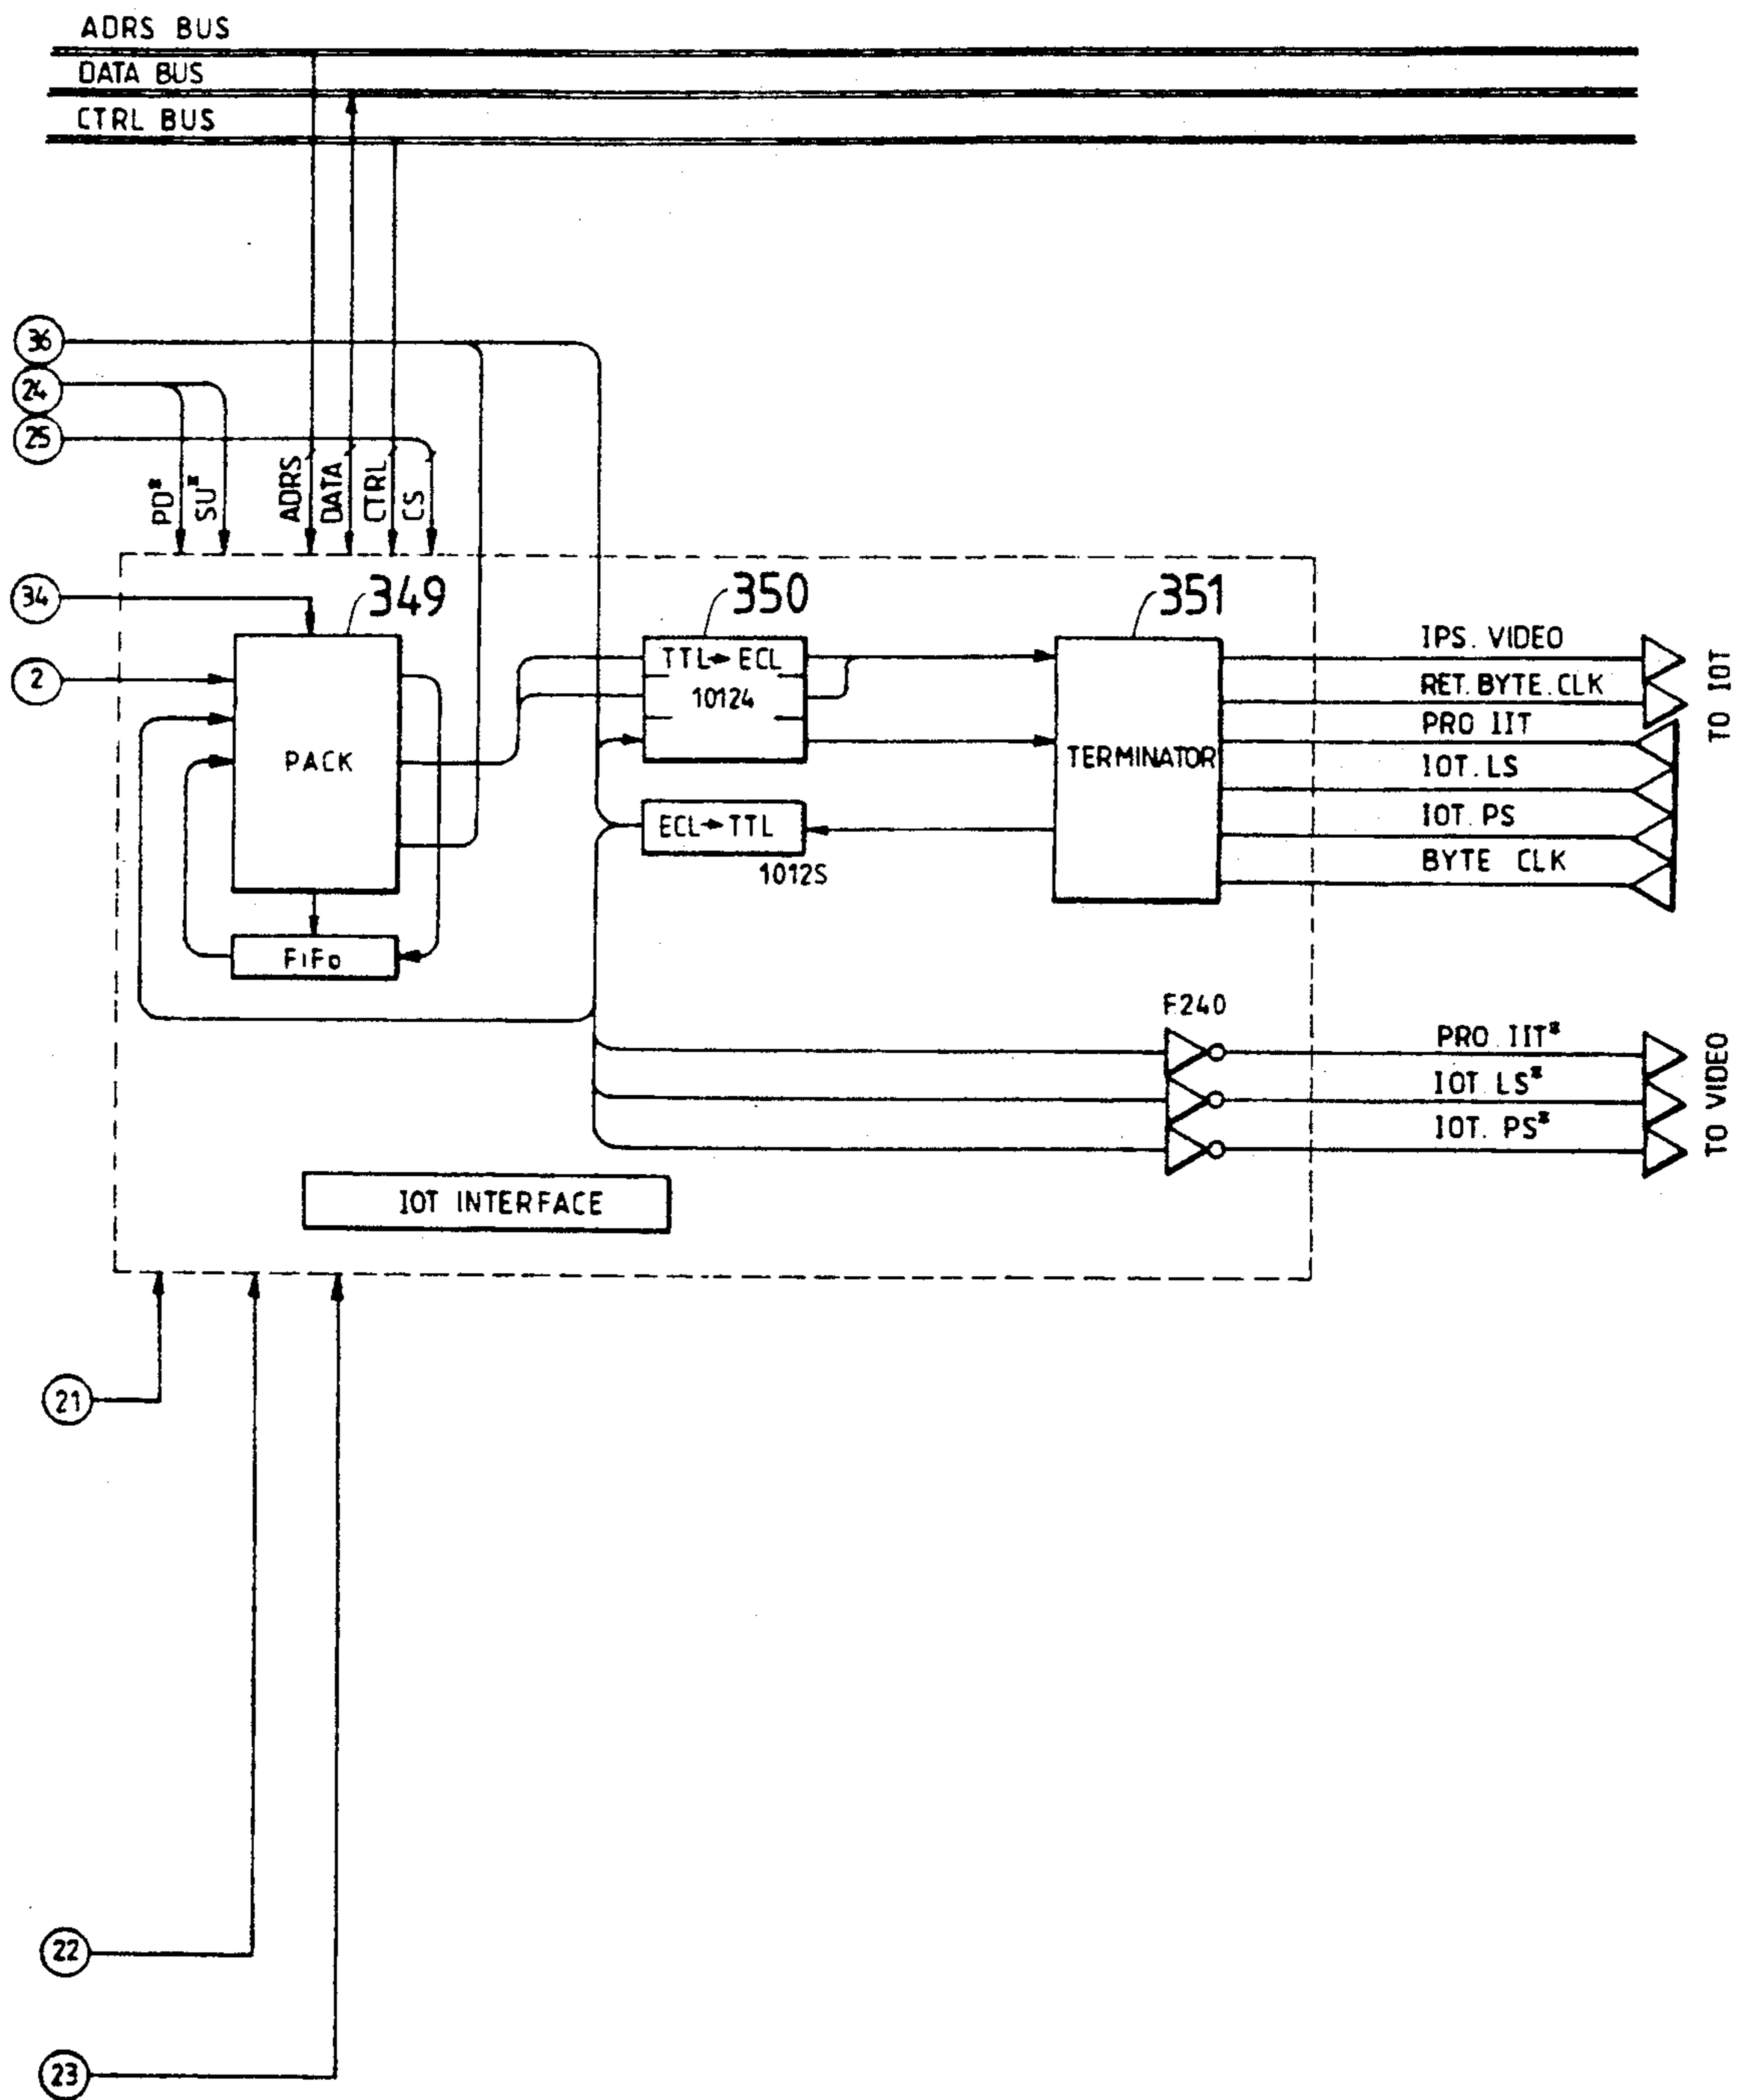 ADRS BUS
DATA BUS
CTRL BUS
36
24
25
PD*
SU*
ADRS
DATA
CTRL
CS
34
349
350
351
2
PACK
FiFo
TTL→ECL
10124
ECL→TTL
10125
TERMINATOR
IPS. VIDEO
RET. BYTE. CLK
PRO IIT
IOT. LS
IOT. PS
BYTE CLK
TO IOT
F240
PRO IIT*
IOT LS*
IOT. PS*
TO VIDEO
IOT INTERFACE
21
22
23